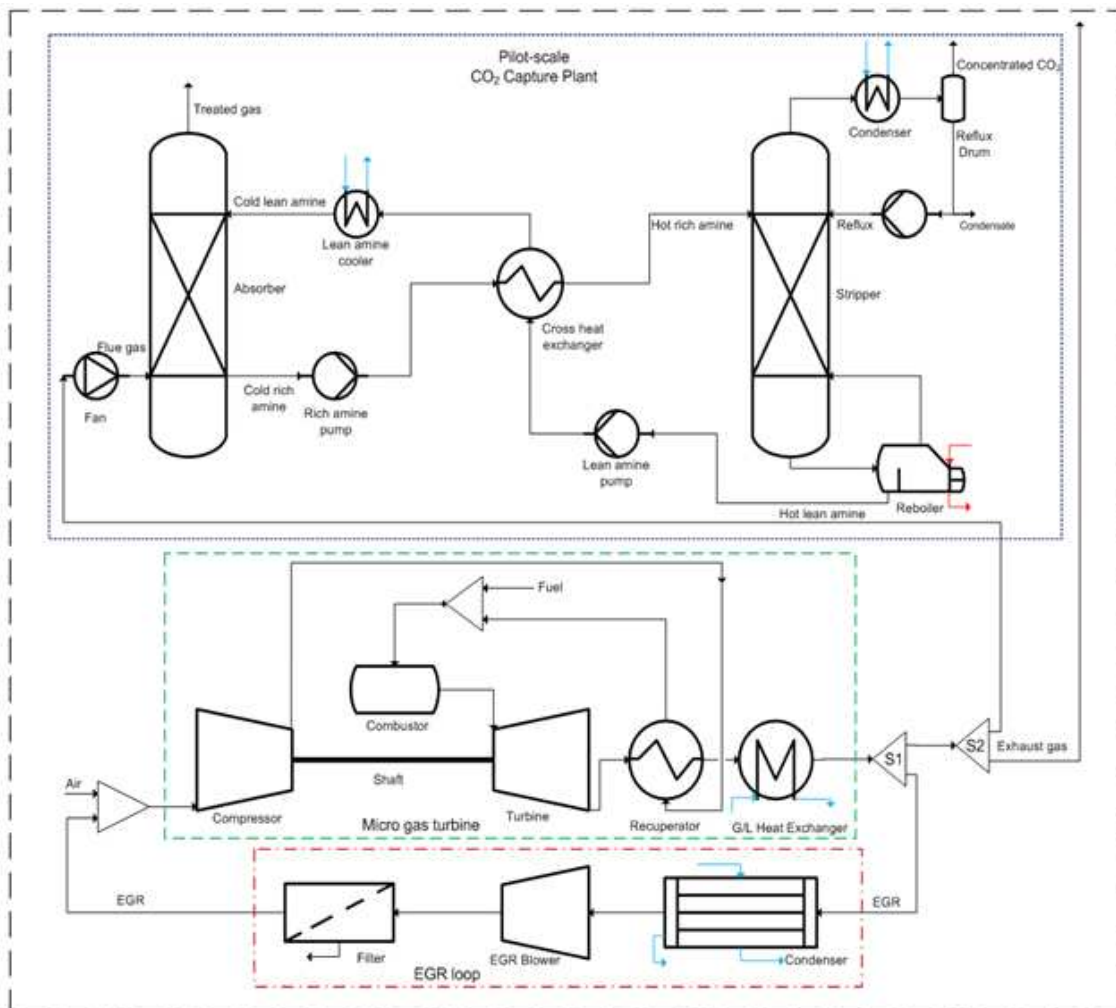 Pilot-scale
CO₂ Capture Plant
Concentrated CO₂
Treated gas
Condenser
Reflux
Drum
Cold lean amine
Hot rich amine
Reflux
Condensate
Lean amine
cooler
Absorber
Stripper
Cross heat
exchanger
Flue gas
Fan
Cold rich
amine
Rich amine
pump
Lean amine
pump
Hot lean amine
Reboiler
Fuel
Combustor
S1
S2
Exhaust gas
Air
Shaft
Compressor
Turbine
Recuperator
G/L Heat Exchanger
Micro gas turbine
EGR
EGR
Filter
EGR Blower
Condenser
EGR loop